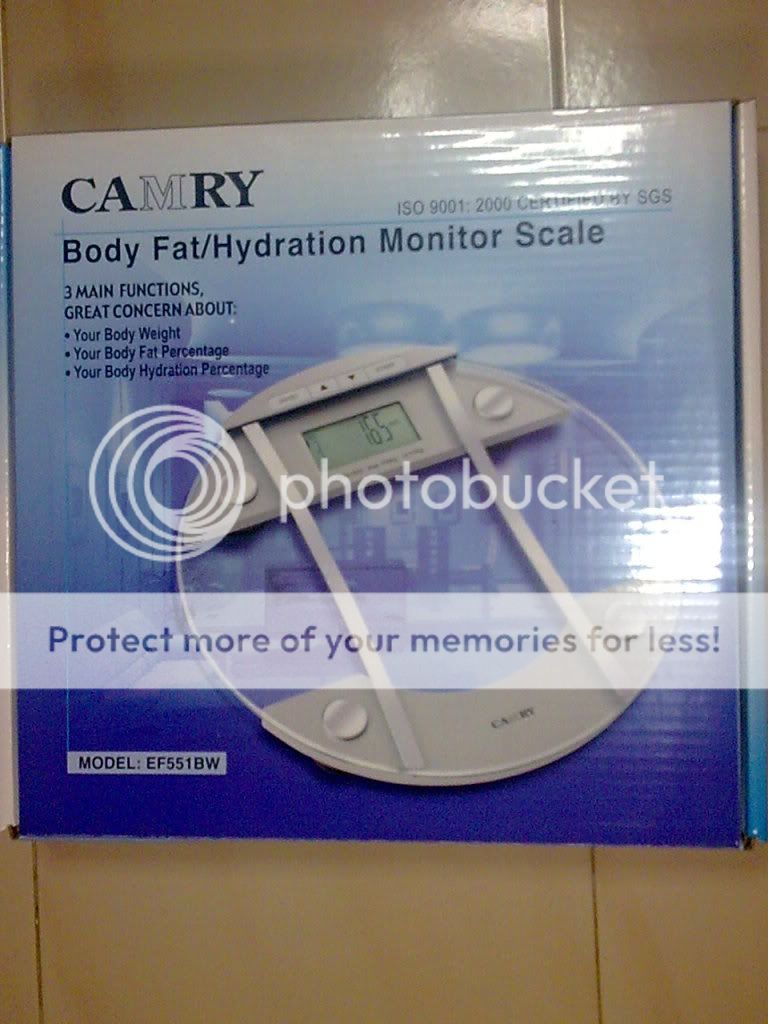 CAMRY
ISO 9001: 2000 CERTIFIED BY SGS
Body Fat/Hydration Monitor Scale
3 MAIN FUNCTIONS,
GREAT CONCERN ABOUT:
• Your Body Weight
• Your Body Fat Percentage
• Your Body Hydration Percentage
165
photobucket
Protect more of your memories for less!
CAMRY
MODEL: EF551BW